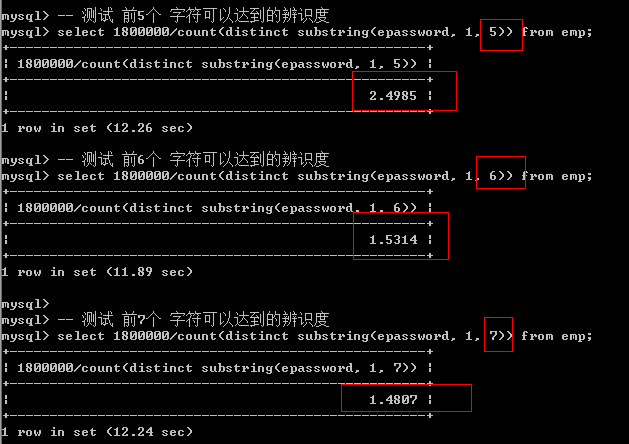 mysql> -- 测试 前5个 字符可以达到的辨识度
mysql> select 1800000/count(distinct substring(epassword, 1, 5)) from emp;
+----------------------------------------------------+
¦ 1800000/count(distinct substring(epassword, 1, 5)) ¦
+----------------------------------------------------+
¦                                             2.4985 ¦
+----------------------------------------------------+
1 row in set (12.26 sec)

mysql> -- 测试 前6个 字符可以达到的辨识度
mysql> select 1800000/count(distinct substring(epassword, 1, 6)) from emp;
+----------------------------------------------------+
¦ 1800000/count(distinct substring(epassword, 1, 6)) ¦
+----------------------------------------------------+
¦                                             1.5314 ¦
+----------------------------------------------------+
1 row in set (11.89 sec)

mysql>
mysql> -- 测试 前7个 字符可以达到的辨识度
mysql> select 1800000/count(distinct substring(epassword, 1, 7)) from emp;
+----------------------------------------------------+
¦ 1800000/count(distinct substring(epassword, 1, 7)) ¦
+----------------------------------------------------+
¦                                             1.4807 ¦
+----------------------------------------------------+
1 row in set (12.24 sec)